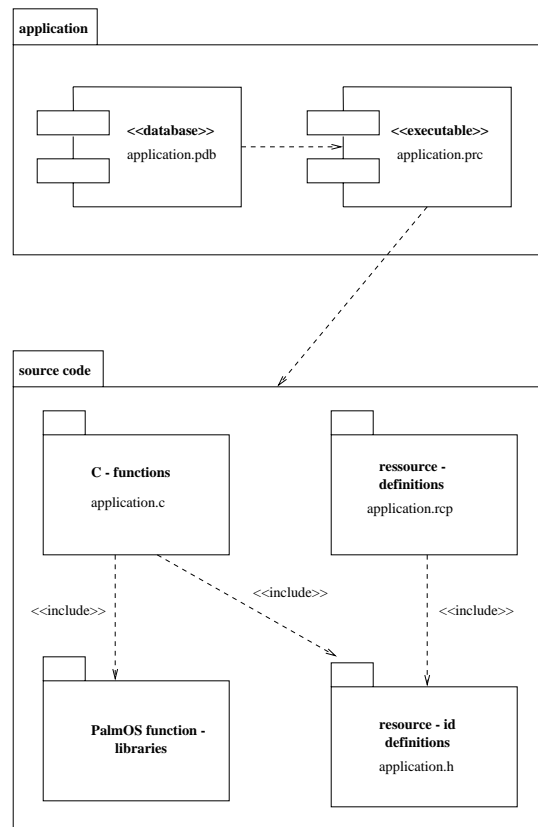 application
<<database>>
application.pdb
<<executable>>
application.prc
source code
C - functions
application.c
ressource -
definitions
application.rcp
<<include>>
<<include>>
<<include>>
PalmOS function -
libraries
resource - id
definitions
application.h